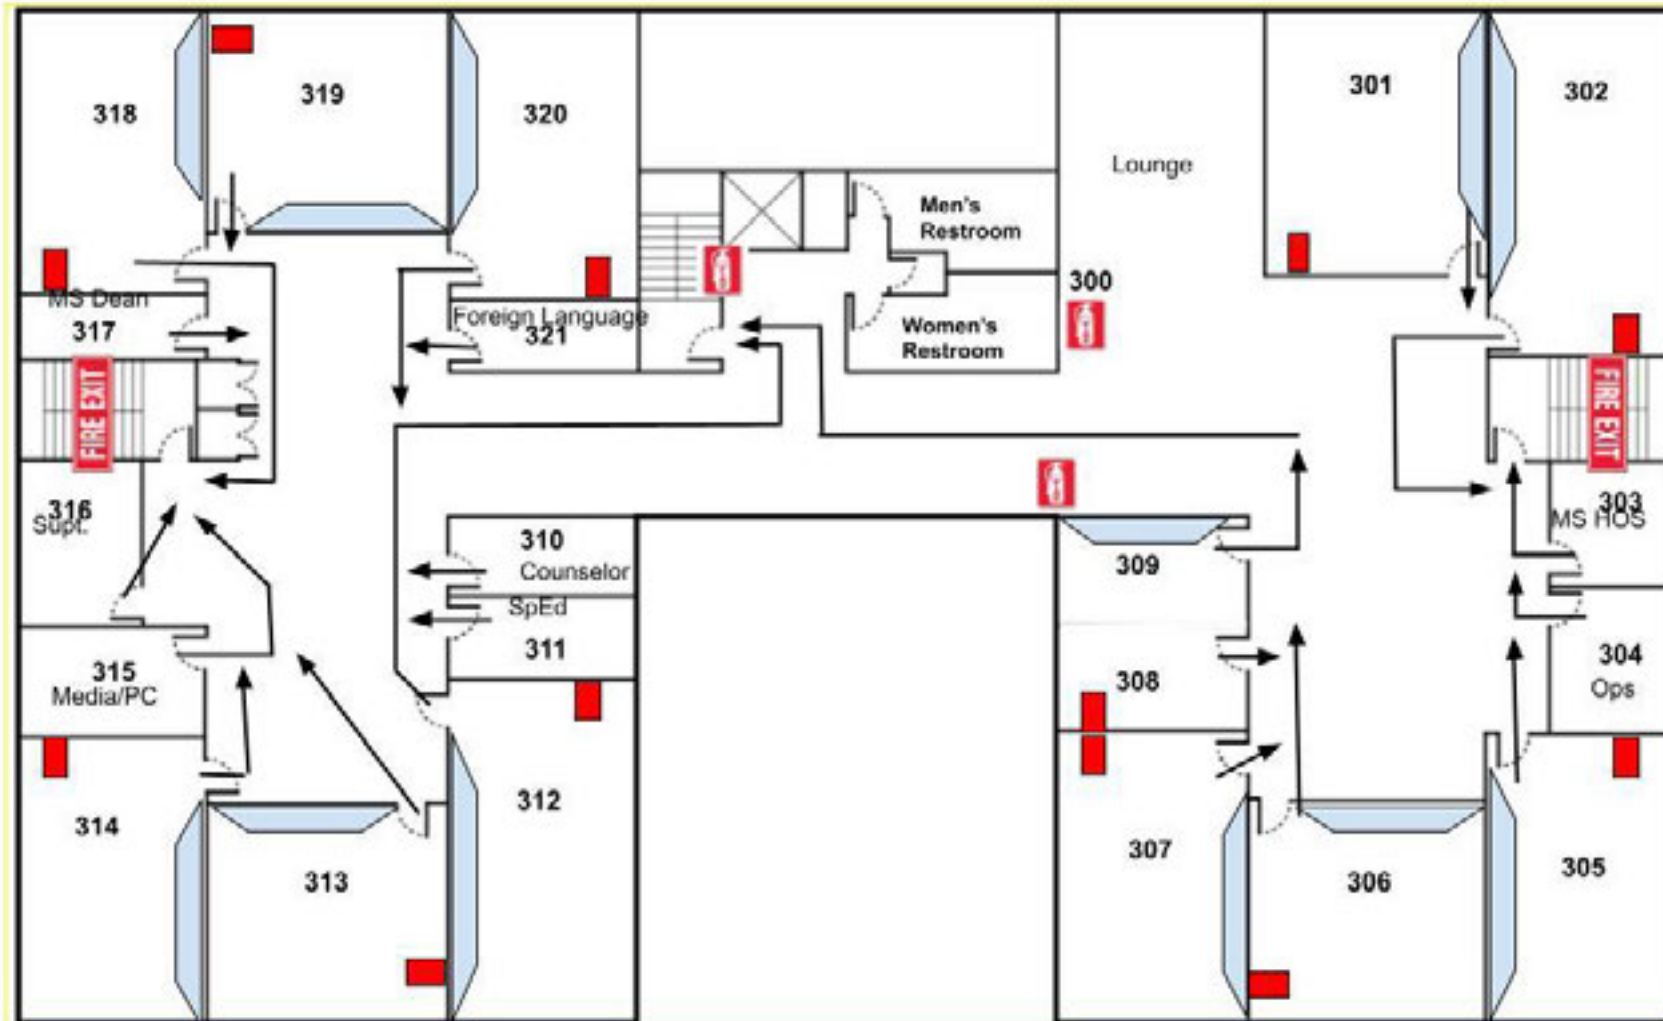 318
319
320
301
302
Lounge
Men's
Restroom
300
MS Dean
317
Foreign Language
321
Women's
Restroom
FIRE EXIT
FIRE EXIT
316
Supt.
303
MS HOS
310
Counselor
SpEd
311
309
308
304
Ops
315
Media/PC
314
313
312
307
306
305